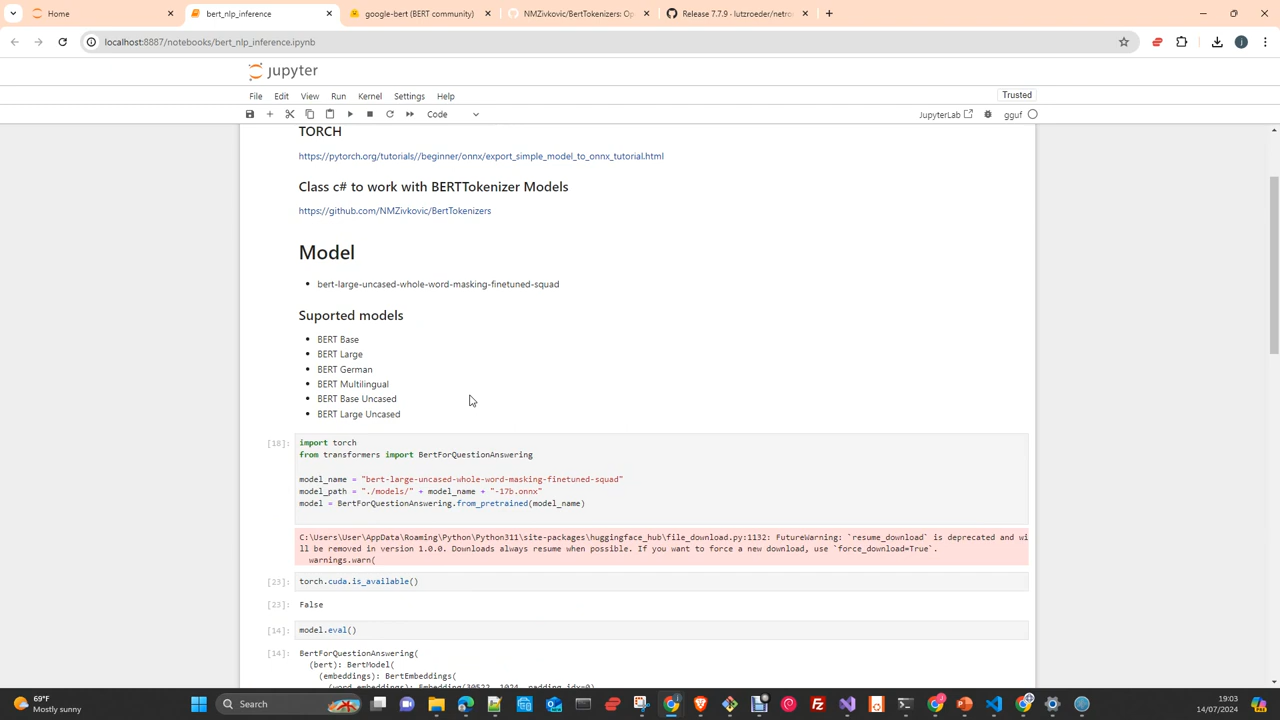 bert_nlp_inference
google-bert (BERT community)
NMZivkovic/BertTokenizers: Op
Release 7.7.9 - lutzroeder/netro
Home
localhost:8887/notebooks/bert_nlp_inference.ipynb
jupyter
File Edit View Run Kernel Settings Help
Trusted
Code
JupyterLab
gguf
TORCH
https://pytorch.org/tutorials//beginner/onnx/export_simple_model_to_onnx_tutorial.html
Class c# to work with BERTTokenizer Models
https://github.com/NMZivkovic/BertTokenizers
Model
• bert-large-uncased-whole-word-masking-finetuned-squad
Suported models
• BERT Base
• BERT Large
• BERT German
• BERT Multilingual
• BERT Base Uncased
• BERT Large Uncased
[18]:
import torch
from transformers import BertForQuestionAnswering
model_name = "bert-large-uncased-whole-word-masking-finetuned-squad"
model_path = "./models/" + model_name + "-17b.onnx"
model = BertForQuestionAnswering.from_pretrained(model_name)
C:\Users\User\AppData\Roaming\Python\Python311\site-packages\huggingface_hub\file_download.py:1132: FutureWarning: `resume_download` is deprecated and wi
ll be removed in version 1.0.0. Downloads always resume when possible. If you want to force a new download, use `force_download=True`.
warnings.warn(
[23]: torch.cuda.is_available()
[23]: False
[14]: model.eval()
[14]: BertForQuestionAnswering(
(bert): BertModel(
(embeddings): BertEmbeddings(
(word_embeddings): Embedding(30522, 1024, padding_idx=0)
69°F
Mostly sunny
Search
19:03
14/07/2024